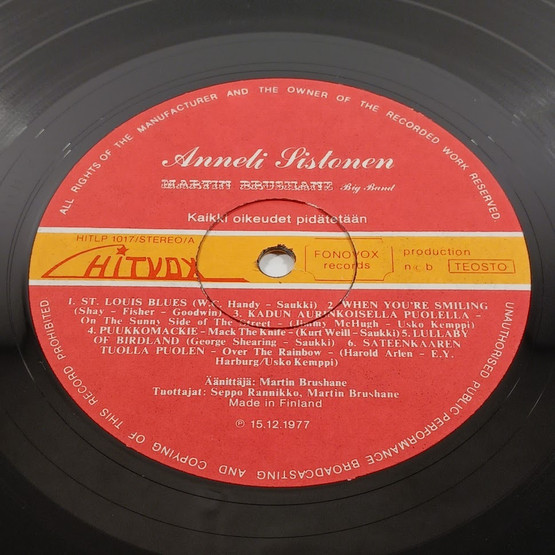 ALL RIGHTS OF THE MANUFACTURER AND THE OWNER OF THE RECORDED WORK RESERVED.
Anneli Sistonen
MARTIN BRUSHANE Big Band
Kaikki oikeudet pidätetään
HITLP 1017/STEREO/A
HITVOX
FONOVOX
records
production
ncb TEOSTO
1. ST. LOUIS BLUES (W.C. Handy - Saukki) 2. WHEN YOU'RE SMILING
(Shay - Fisher - Goodwin) 3. KADUN AURINKOISELLA PUOLELLA -
On The Sunny Side of The Street - (Jimmy McHugh - Usko Kemppi)
4. PUUKKOMACKIE - Mack The Knife - (Kurt Weill - Saukki) 5. LULLABY
OF BIRDLAND (George Shearing - Saukki) 6. SATEENKAAREN
TUOLLA PUOLEN - Over The Rainbow - (Harold Arlen - E.Y.
Harburg/Usko Kemppi)
Äänittäjä: Martin Brushane
Tuottajat: Seppo Rannikko, Martin Brushane
Made in Finland
℗ 15.12.1977
UNAUTHORISED PUBLIC PERFORMANCE BROADCASTING AND COPYING OF THIS RECORD PROHIBITED